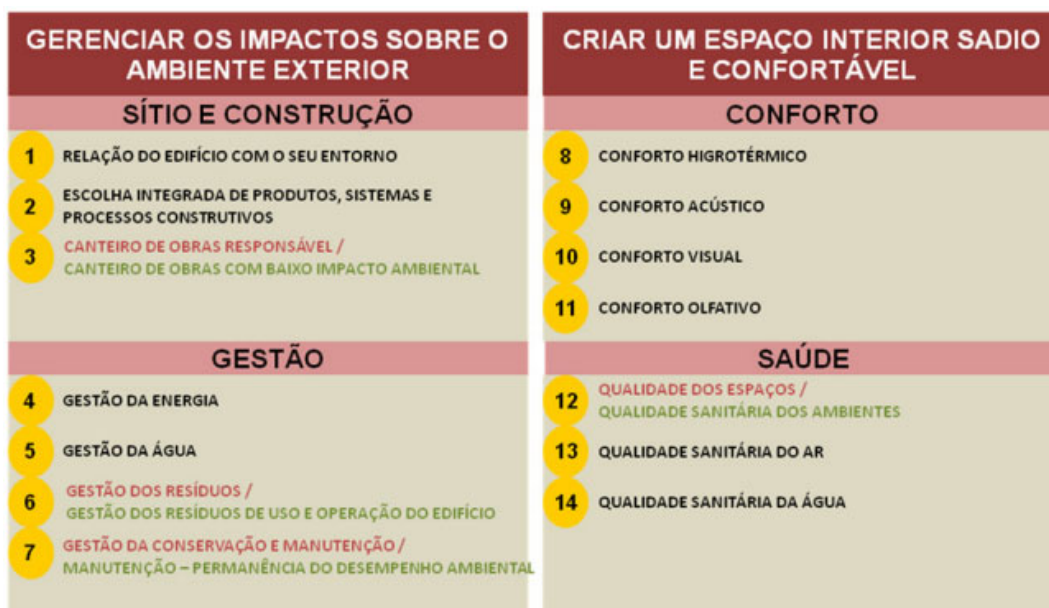 GERENCIAR OS IMPACTOS SOBRE O
AMBIENTE EXTERIOR
SÍTIO E CONSTRUÇÃO
1 RELAÇÃO DO EDIFÍCIO COM O SEU ENTORNO
2 ESCOLHA INTEGRADA DE PRODUTOS, SISTEMAS E
PROCESSOS CONSTRUTIVOS
3 CANTEIRO DE OBRAS RESPONSÁVEL /
CANTEIRO DE OBRAS COM BAIXO IMPACTO AMBIENTAL
GESTÃO
4 GESTÃO DA ENERGIA
5 GESTÃO DA ÁGUA
6 GESTÃO DOS RESÍDUOS /
GESTÃO DOS RESÍDUOS DE USO E OPERAÇÃO DO EDIFÍCIO
7 GESTÃO DA CONSERVAÇÃO E MANUTENÇÃO /
MANUTENÇÃO – PERMANÊNCIA DO DESEMPENHO AMBIENTAL
CRIAR UM ESPAÇO INTERIOR SADIO
E CONFORTÁVEL
CONFORTO
8 CONFORTO HIGROTÉRMICO
9 CONFORTO ACÚSTICO
10 CONFORTO VISUAL
11 CONFORTO OLFATIVO
SAÚDE
12 QUALIDADE DOS ESPAÇOS /
QUALIDADE SANITÁRIA DOS AMBIENTES
13 QUALIDADE SANITÁRIA DO AR
14 QUALIDADE SANITÁRIA DA ÁGUA